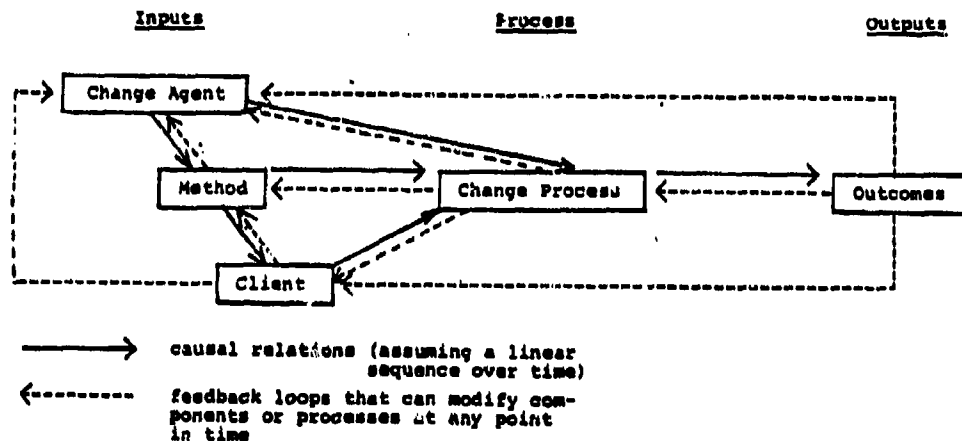 Inputs Process Outputs
Change Agent
Method
Change Process
Outcomes
Client
causal relations (assuming a linear
sequence over time)
feedback loops that can modify com-
ponents or processes at any point
in time